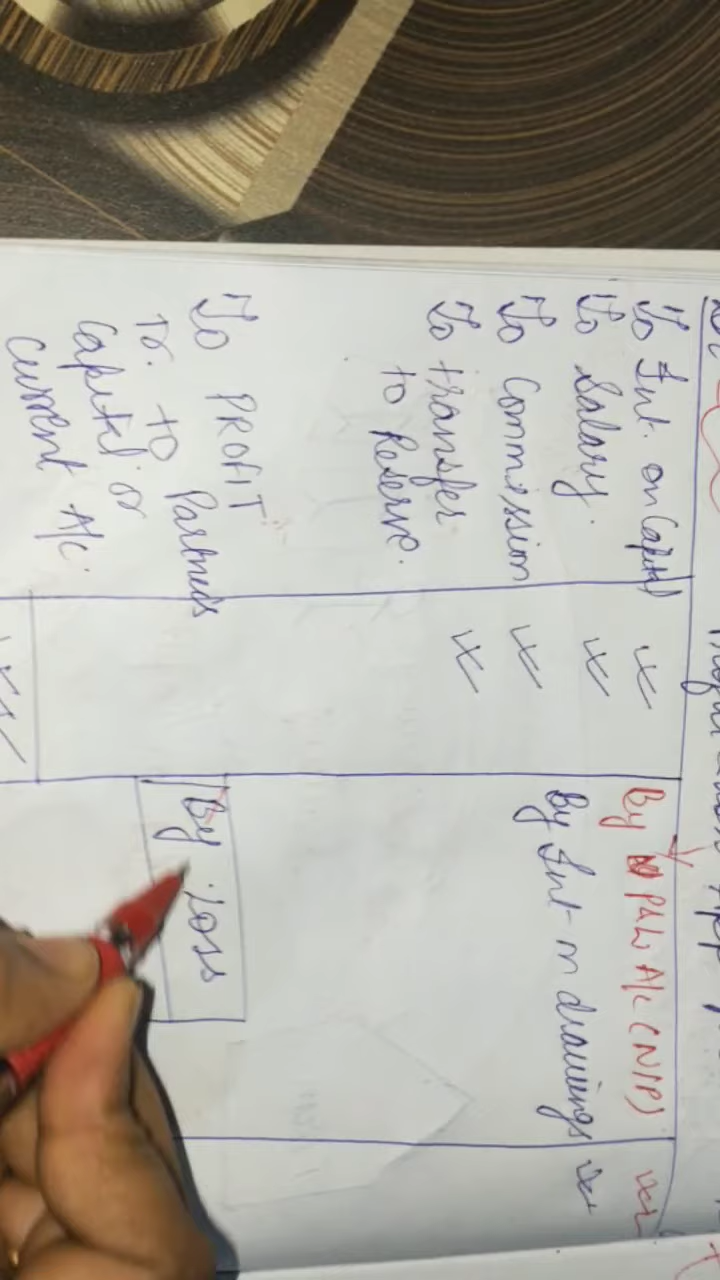 Dr
To Int. on Capital
To Salary.
To Commission
To transfer
to Reserve.
To PROFIT
Tr. to Partners
Capital or
Current A/c.
By P&L A/c (N/P)
By Int on drawings
By Loss